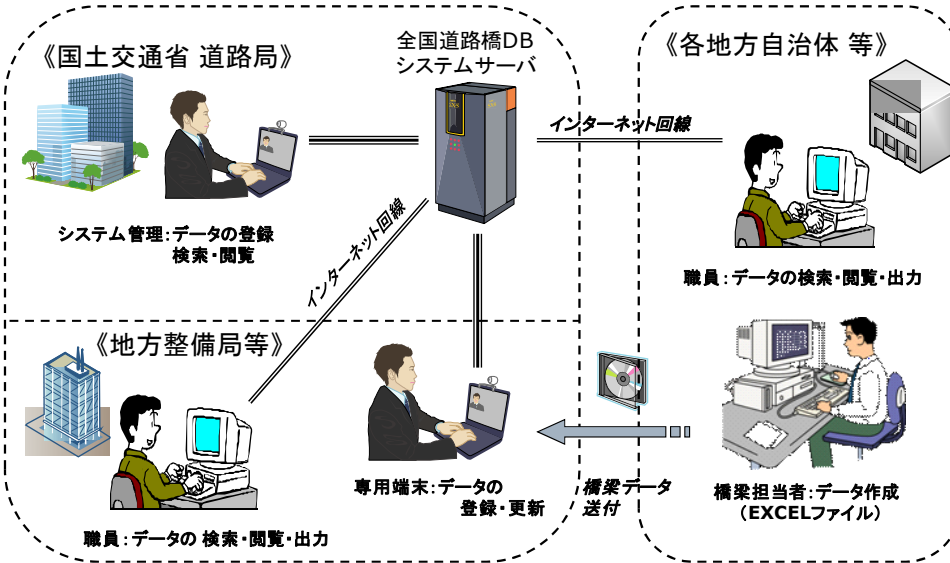 《国土交通省 道路局》
全国道路橋DB
システムサーバ
《各地方自治体 等》
インターネット回線
システム管理:データの登録
検索・閲覧
インターネット回線
職員:データの検索・閲覧・出力
《地方整備局等》
専用端末:データの
登録・更新
橋梁データ
送付
橋梁担当者:データ作成
(EXCELファイル)
職員:データの 検索・閲覧・出力